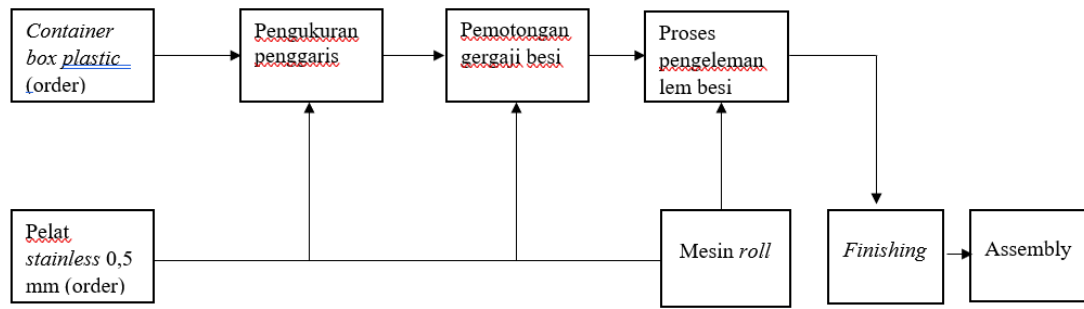 Container
box plastic
(order)
Pengukuran
penggaris
Pemotongan
gergaji besi
Proses
pengeleman
lem besi
Pelat
stainless 0,5
mm (order)
Mesin roll
Finishing
Assembly